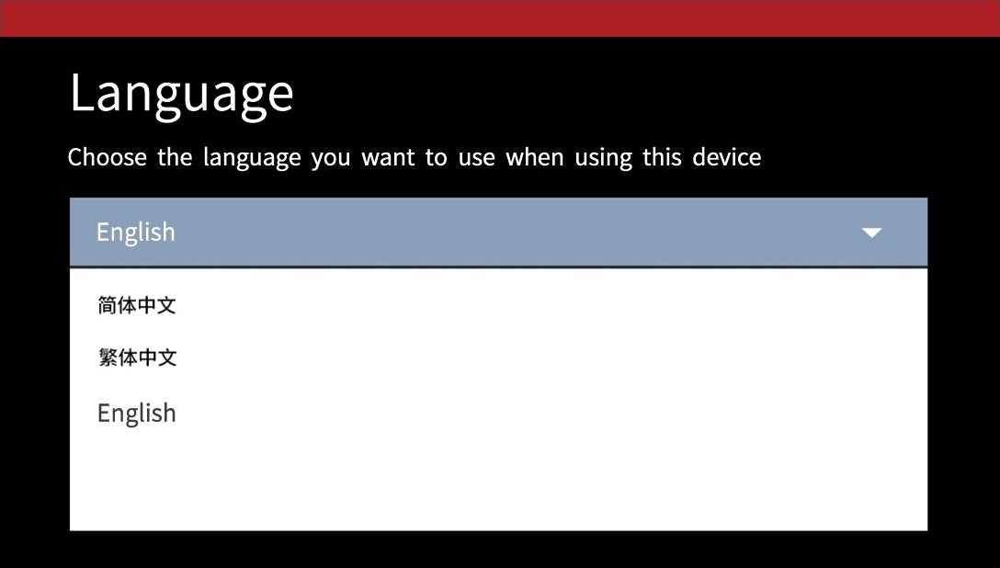 Language
Choose the language you want to use when using this device
English
简体中文
繁体中文
English